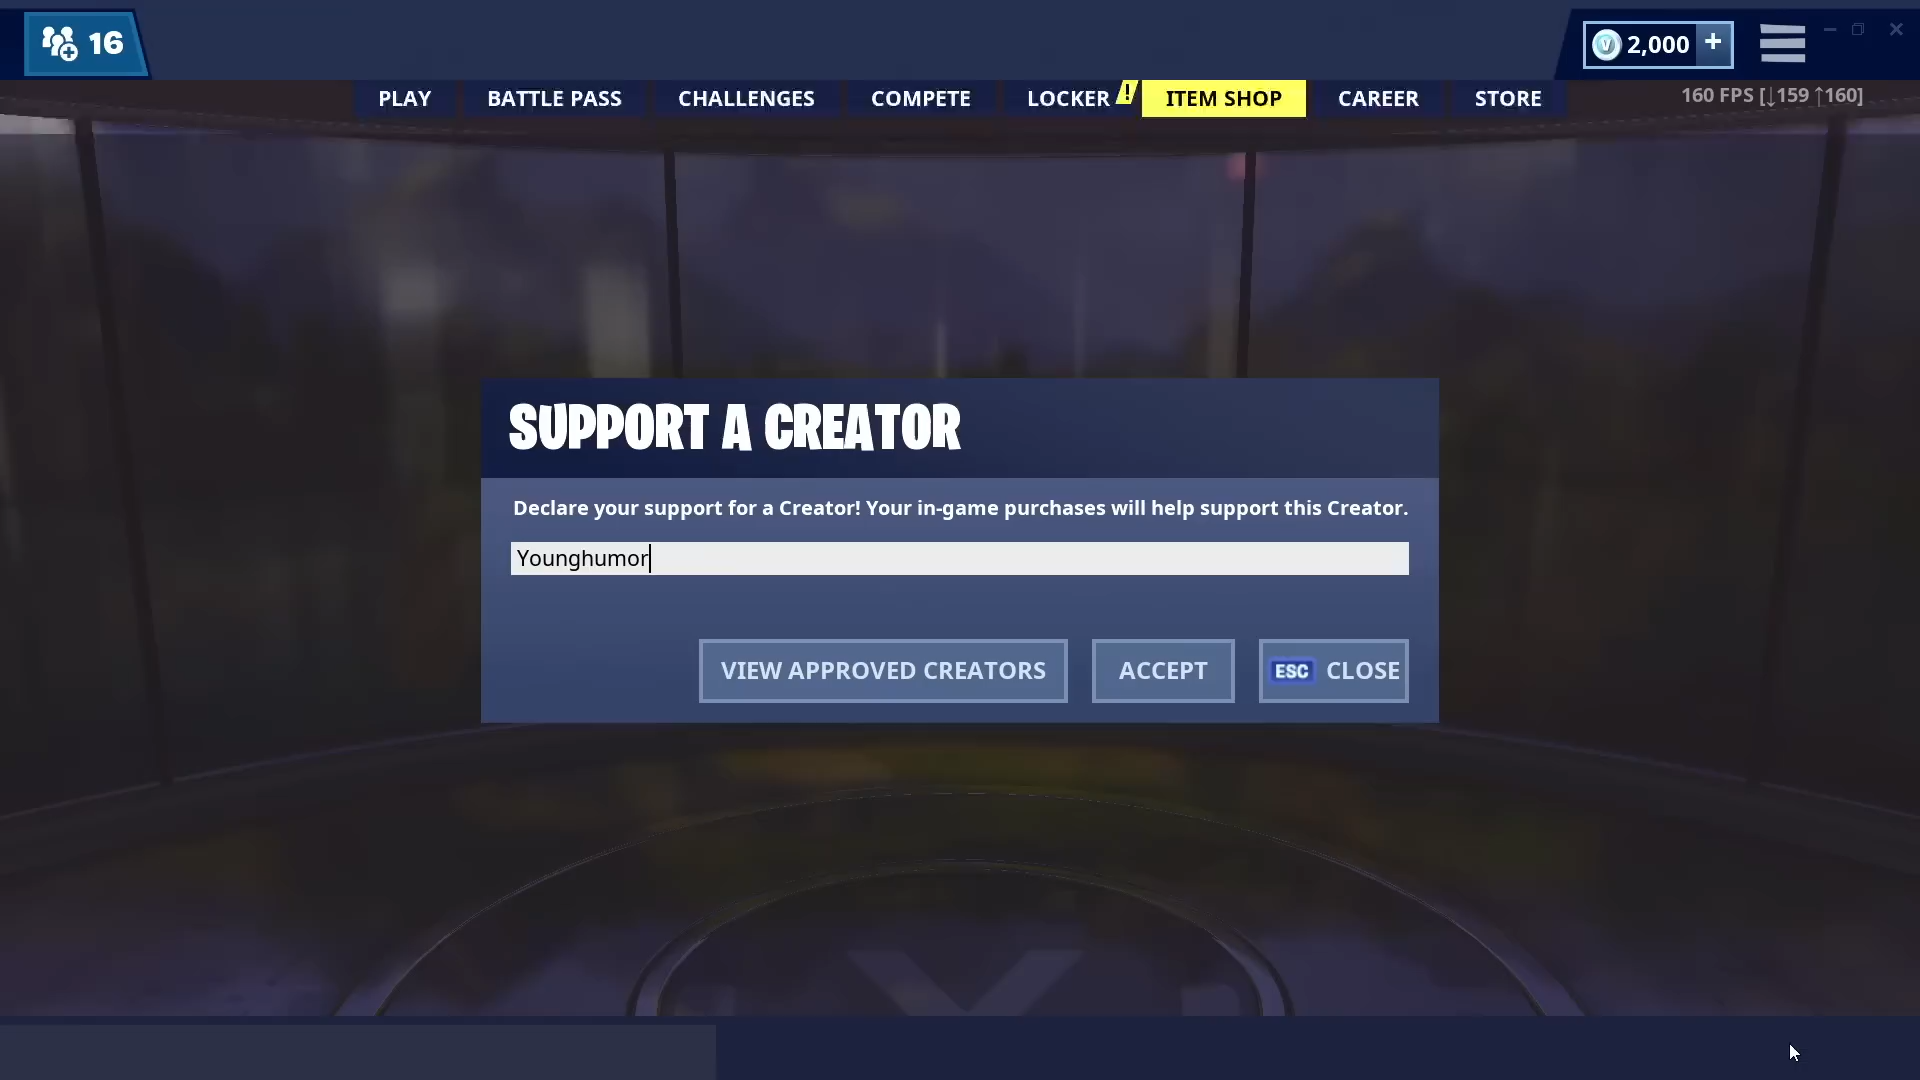 16
2,000 +
PLAY BATTLE PASS CHALLENGES COMPETE LOCKER ! ITEM SHOP CAREER STORE
160 FPS [↓159 ↑160]
SUPPORT A CREATOR
Declare your support for a Creator! Your in-game purchases will help support this Creator.
Younghumor
VIEW APPROVED CREATORS ACCEPT ESC CLOSE